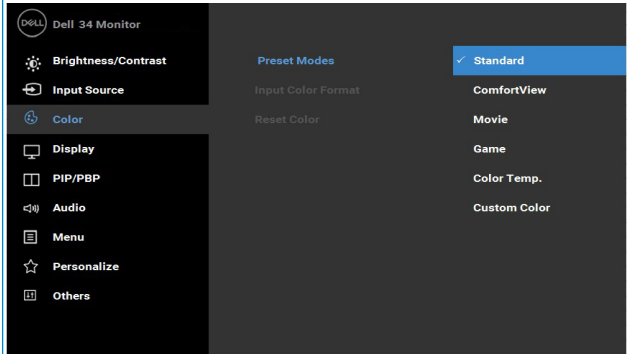 DELL Dell 34 Monitor
Brightness/Contrast
Input Source
Color
Display
PIP/PBP
Audio
Menu
Personalize
Others
Preset Modes
Input Color Format
Reset Color
Standard
ComfortView
Movie
Game
Color Temp.
Custom Color